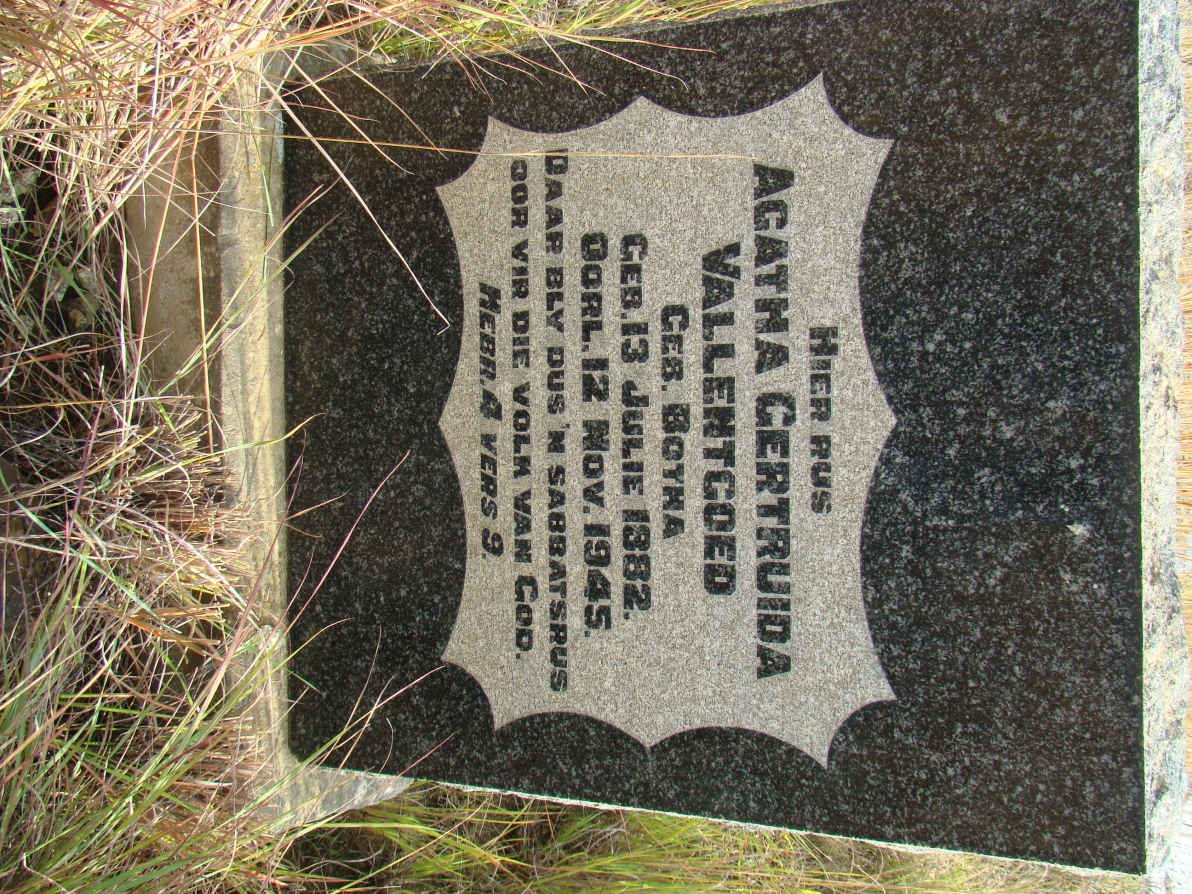 HIER RUS
AGATHA GERTRUIDA
VALLENTGOED
GEB. BOTHA
GEB. 13 JULIE 1882.
OORL. 12 NOV. 1945.
DAAR BLY DUS 'N SABBATSRUS
OOR VIR DIE VOLK VAN GOD.
HEBR. 4 VERS 9.